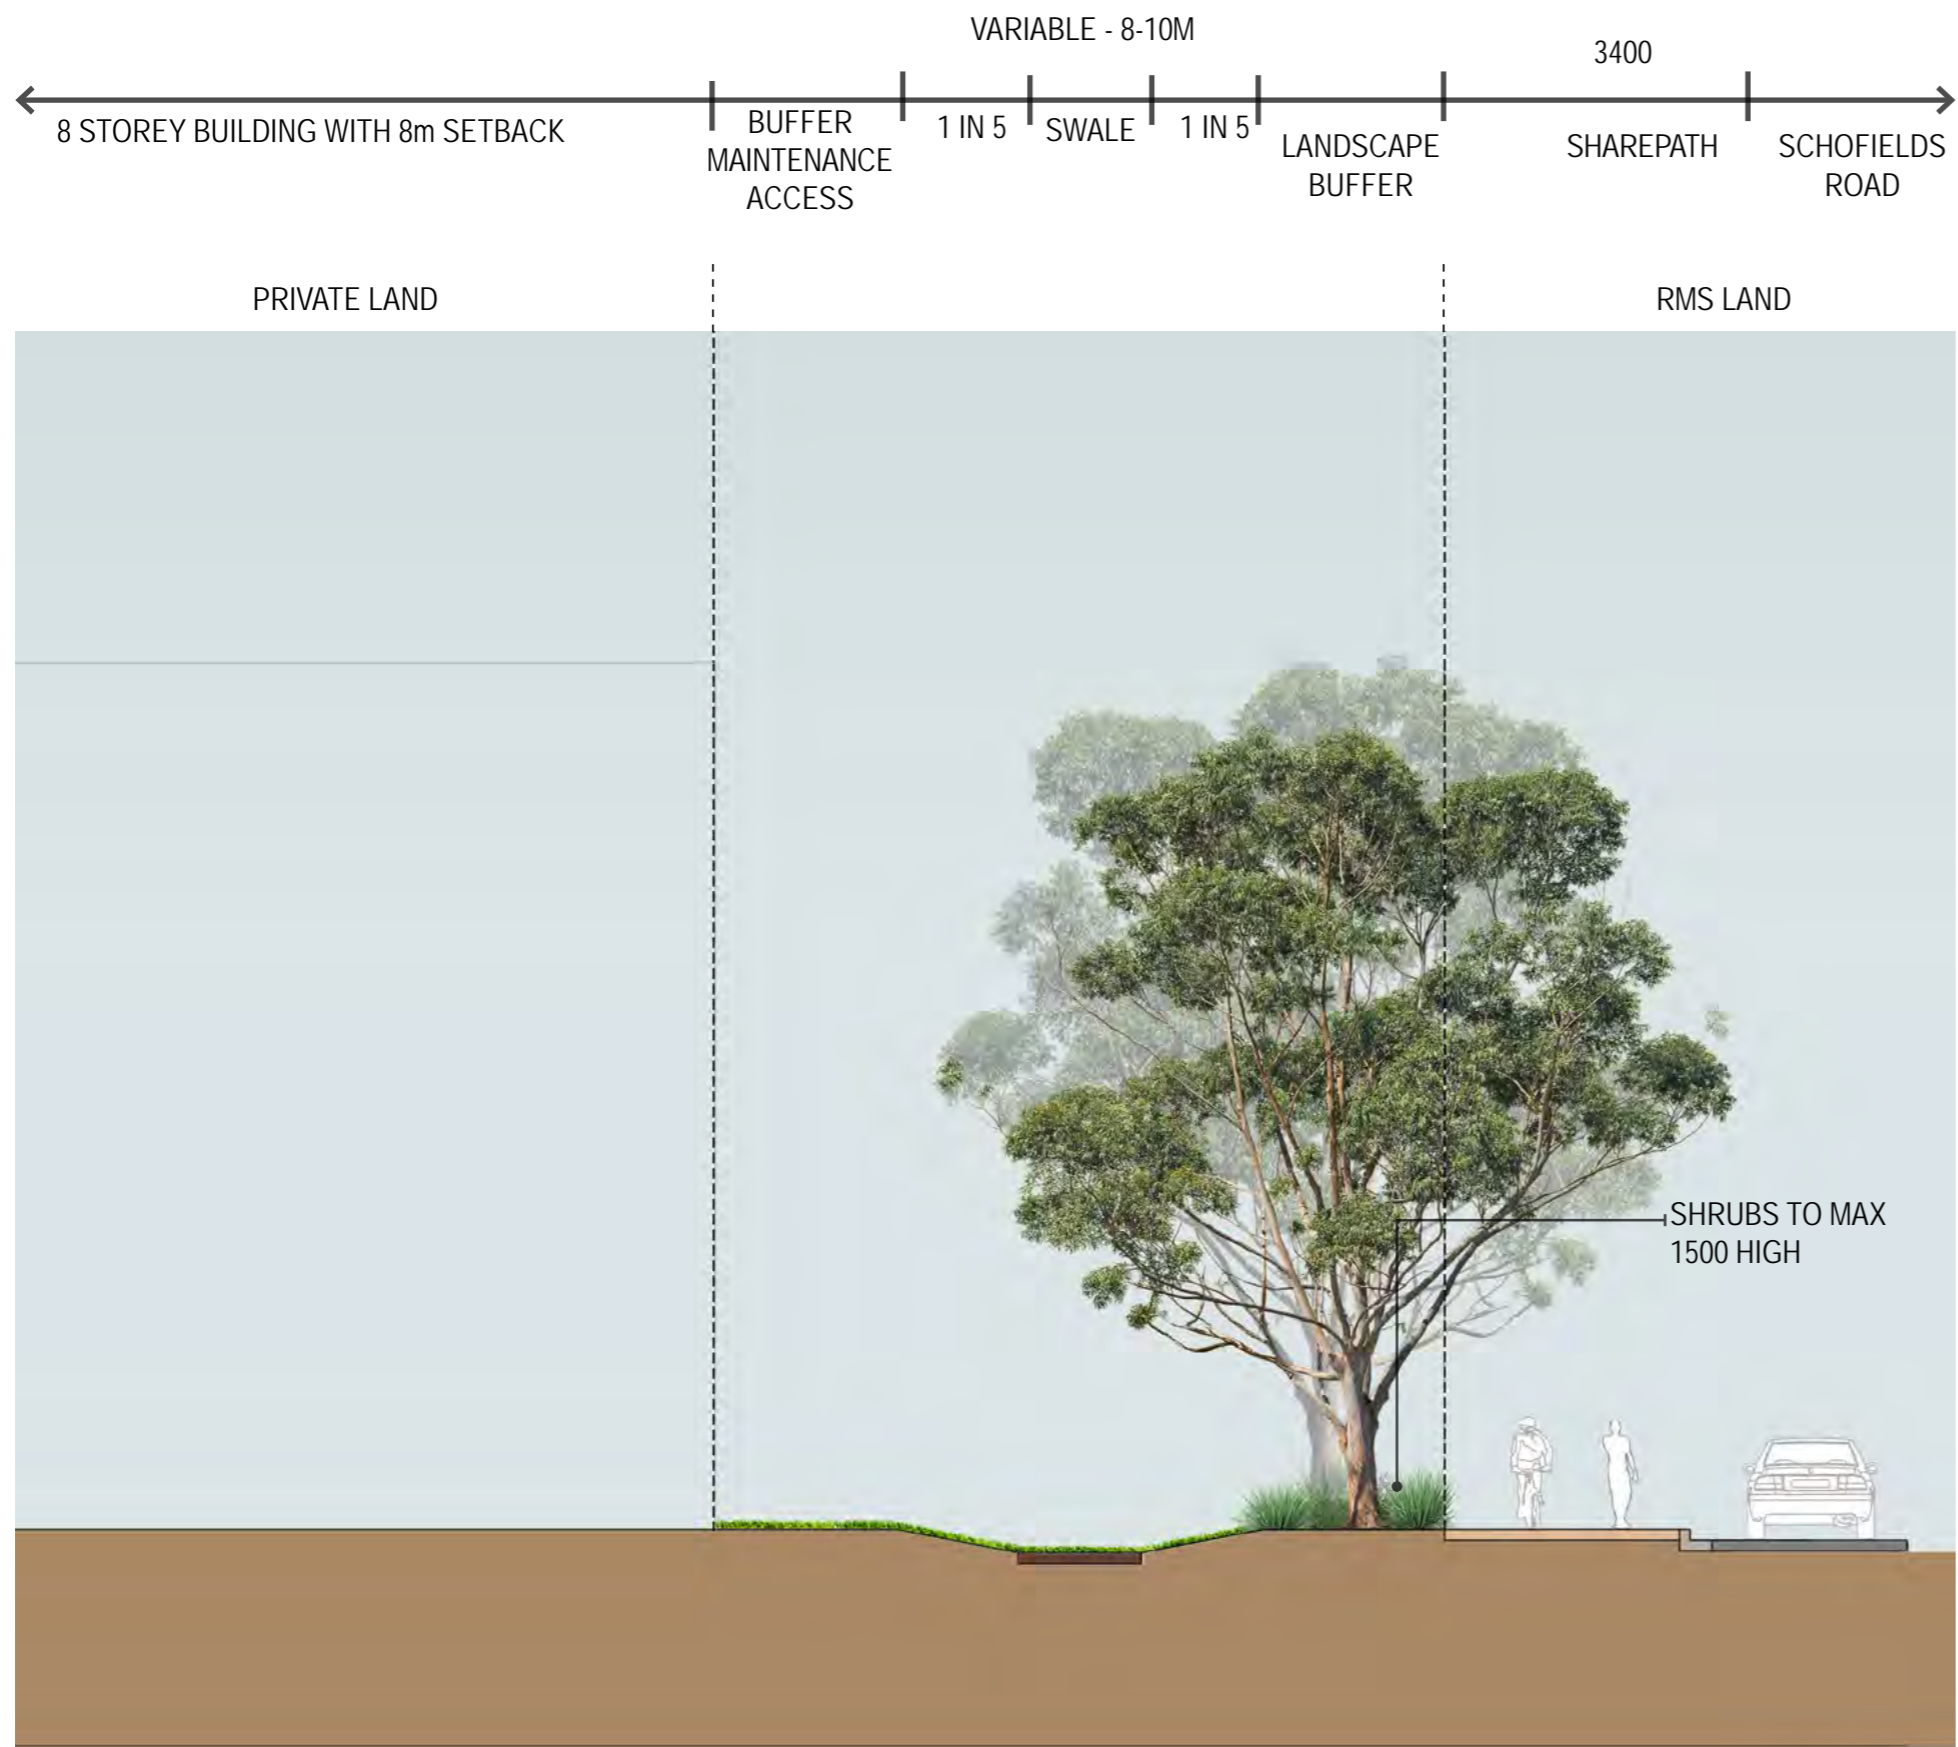 VARIABLE - 8-10M
3400
8 STOREY BUILDING WITH 8m SETBACK
BUFFER
MAINTENANCE
ACCESS
1 IN 5
SWALE
1 IN 5
LANDSCAPE
BUFFER
SHAREPATH
SCHOFIELDS
ROAD
PRIVATE LAND
RMS LAND
SHRUBS TO MAX
1500 HIGH